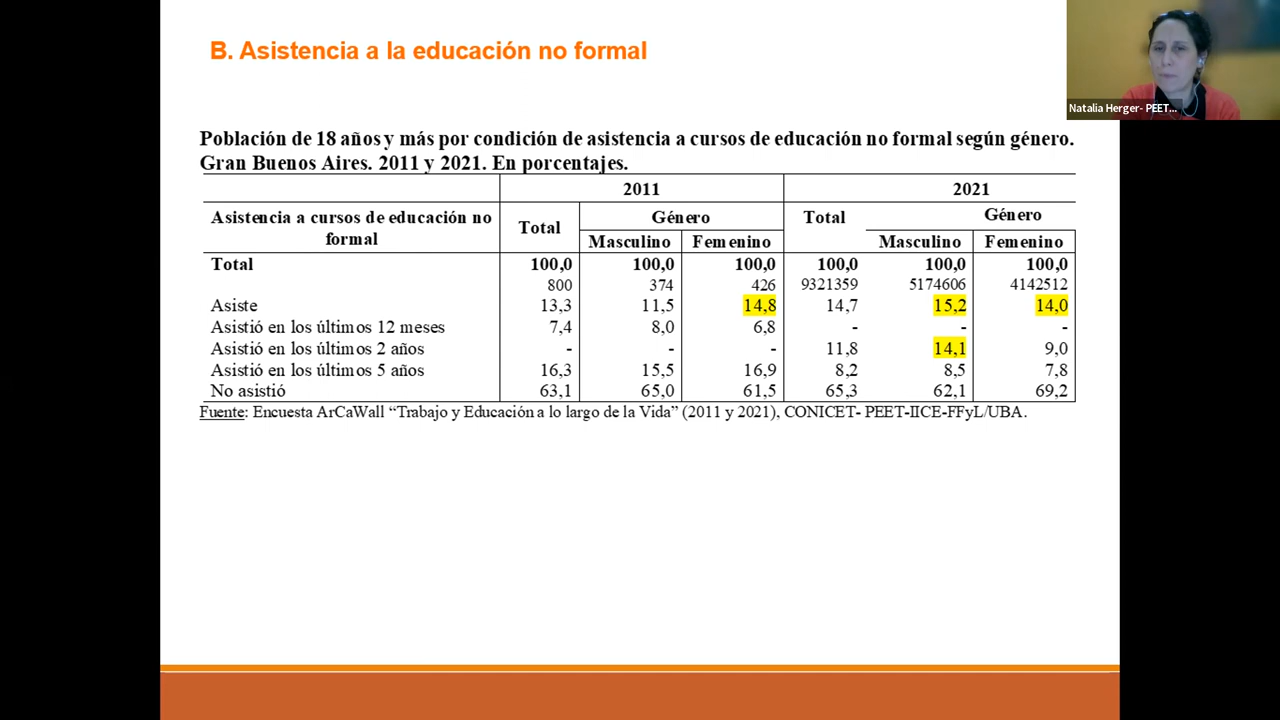 B. Asistencia a la educación no formal
Natalia Herger- PEET...
Población de 18 años y más por condición de asistencia a cursos de educación no formal según género.
Gran Buenos Aires. 2011 y 2021. En porcentajes.
2011 2021
Asistencia a cursos de educación no formal Total Género Total Género
Masculino Femenino Masculino Femenino
Total 100,0 100,0 100,0 100,0 100,0 100,0
800 374 426 9321359 5174606 4142512
Asiste 13,3 11,5 14,8 14,7 15,2 14,0
Asistió en los últimos 12 meses 7,4 8,0 6,8 - - -
Asistió en los últimos 2 años - - - 11,8 14,1 9,0
Asistió en los últimos 5 años 16,3 15,5 16,9 8,2 8,5 7,8
No asistió 63,1 65,0 61,5 65,3 62,1 69,2
Fuente: Encuesta ArCaWall “Trabajo y Educación a lo largo de la Vida” (2011 y 2021), CONICET- PEET-IICE-FFyL/UBA.